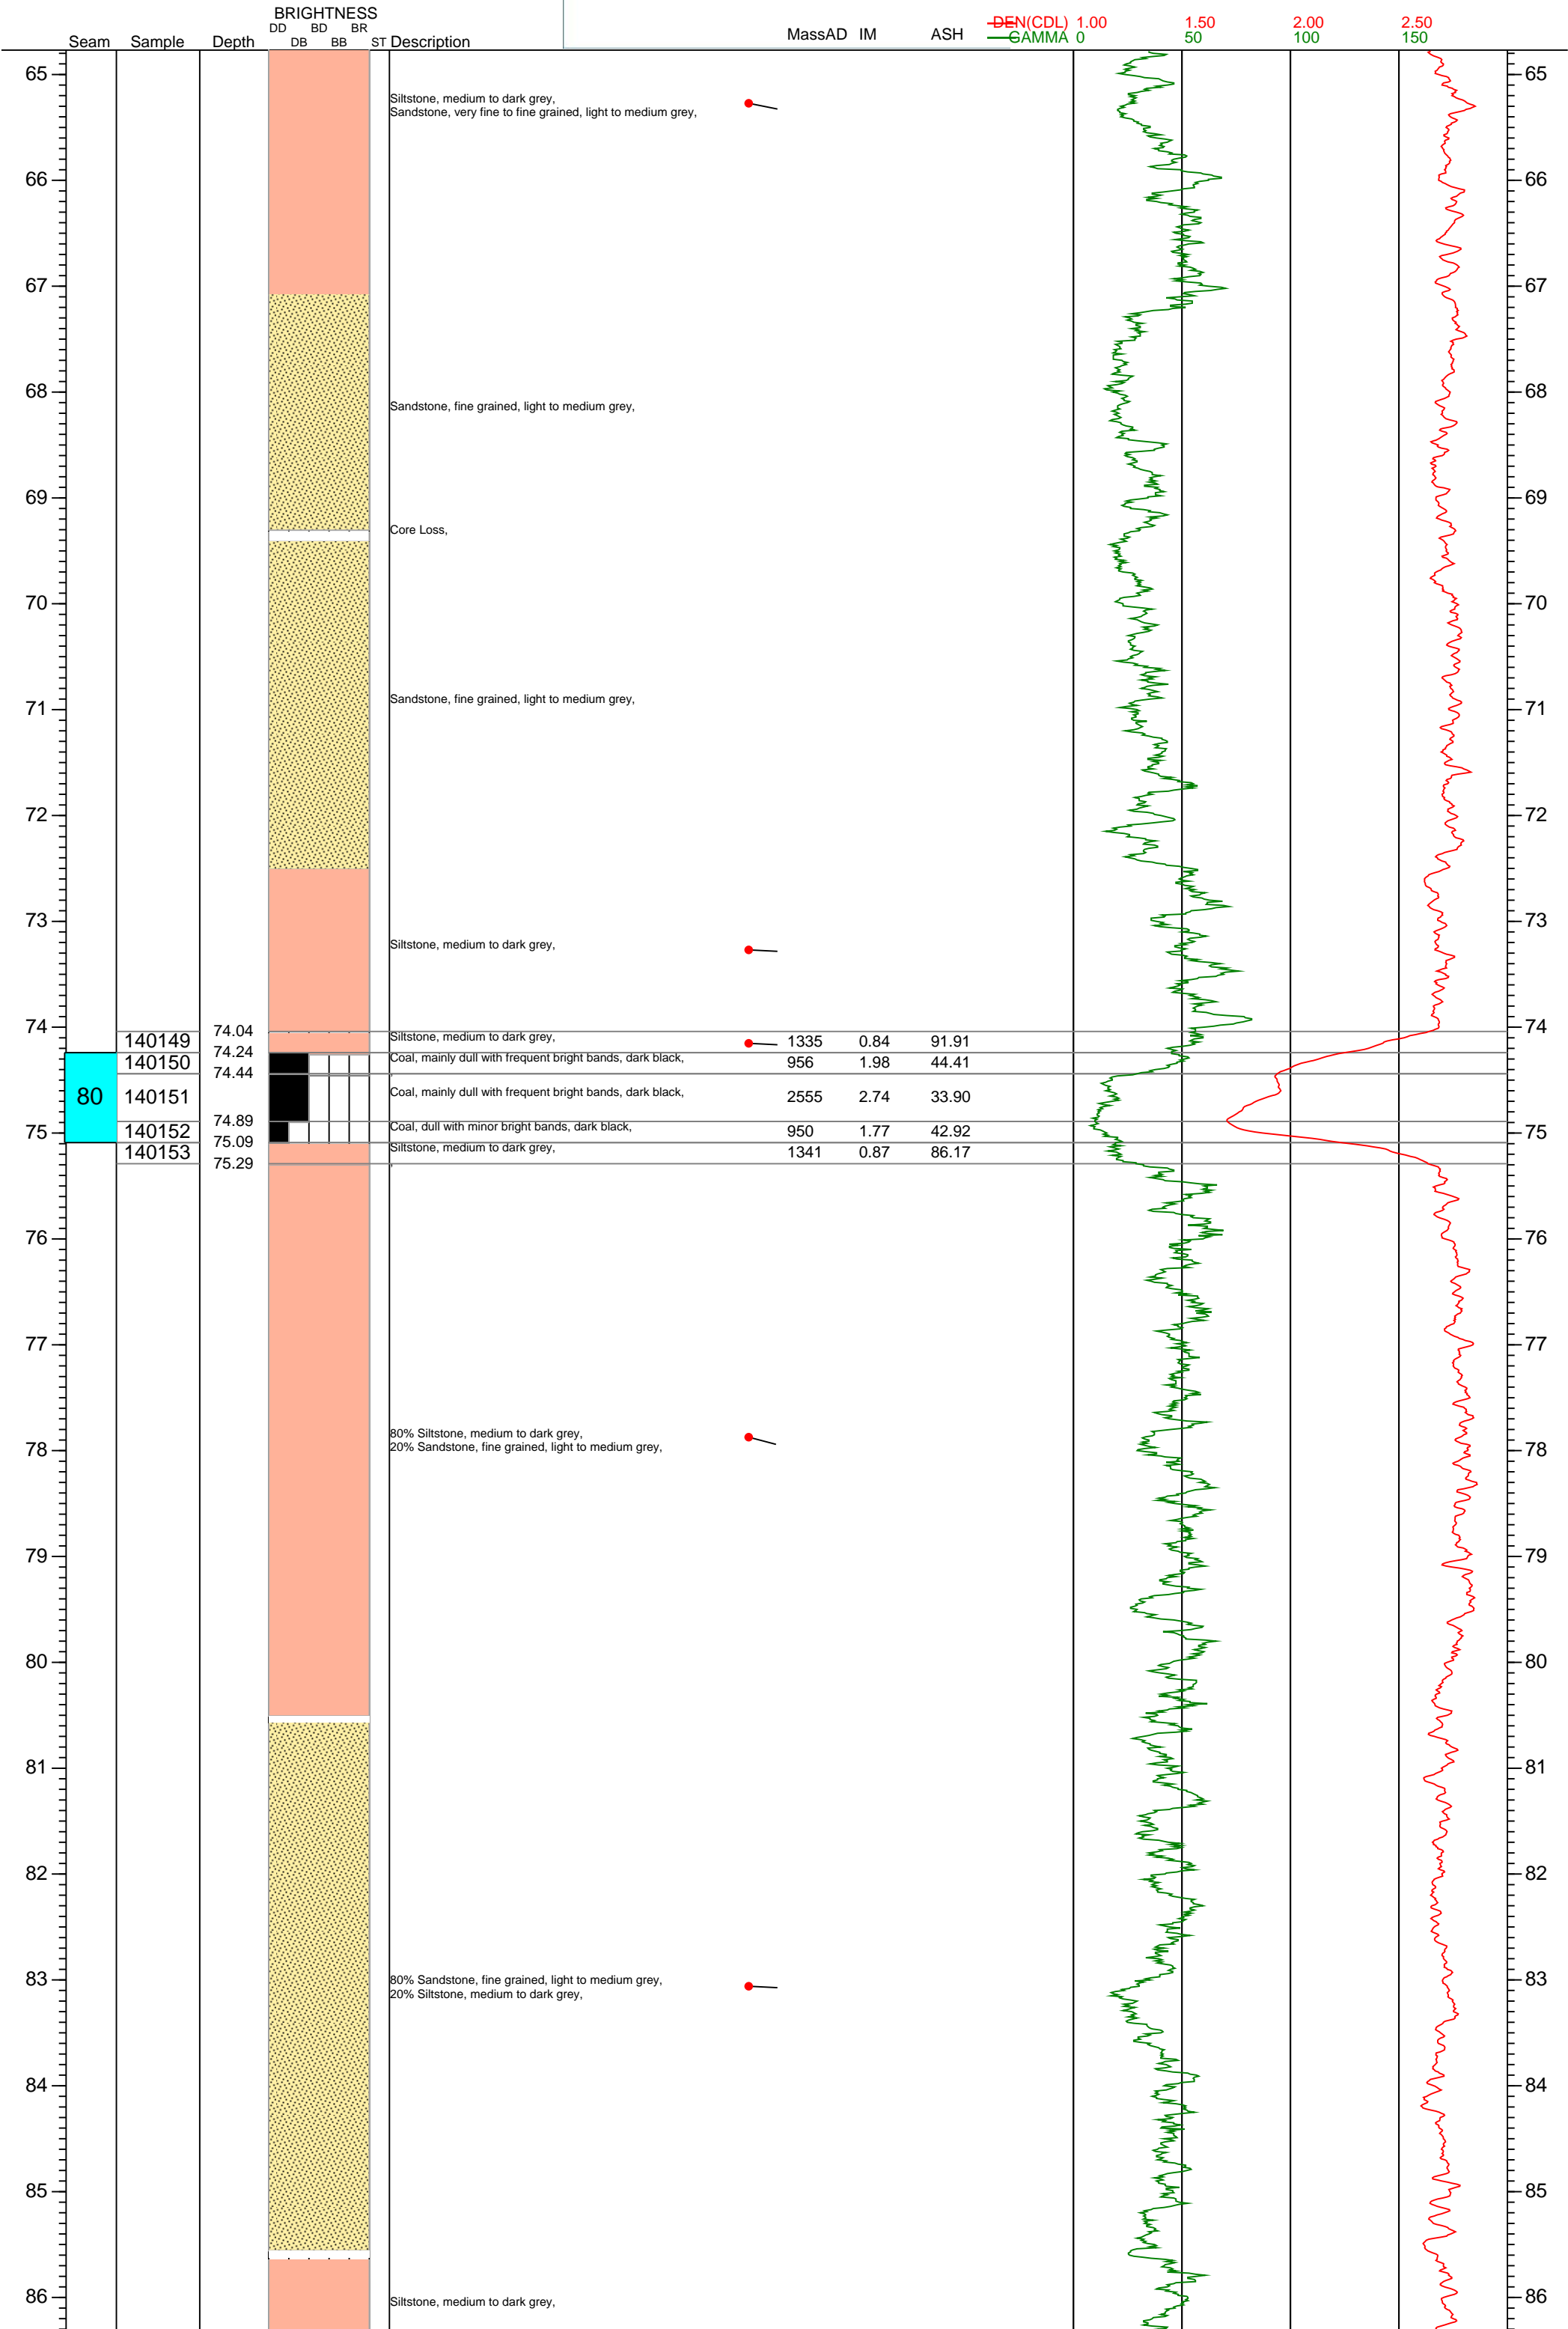 BRIGHTNESS
DD BD BR
DB BB ST
Seam Sample Depth Description MassAD IM ASH
DEN(CDL) 1.00 1.50 2.00 2.50
GAMMA 0 50 100 150
65 65
Siltstone, medium to dark grey,
Sandstone, very fine to fine grained, light to medium grey,
66 66
67 67
68 68
Sandstone, fine grained, light to medium grey,
69 69
Core Loss,
70 70
Sandstone, fine grained, light to medium grey,
71 71
72 72
73 73
Siltstone, medium to dark grey,
74 74
74.04
140149 Siltstone, medium to dark grey, 1335 0.84 91.91
74.24
140150 Coal, mainly dull with frequent bright bands, dark black, 956 1.98 44.41
74.44
80 140151 Coal, mainly dull with frequent bright bands, dark black, 2555 2.74 33.90
74.89
75 140152 Coal, dull with minor bright bands, dark black, 950 1.77 42.92 75
75.09
140153 Siltstone, medium to dark grey, 1341 0.87 86.17
75.29 ,
76 76
77 77
80% Siltstone, medium to dark grey,
78 20% Sandstone, fine grained, light to medium grey, 78
79 79
80 80
81 81
82 82
83 80% Sandstone, fine grained, light to medium grey, 83
20% Siltstone, medium to dark grey,
84 84
85 85
86 86
Siltstone, medium to dark grey,